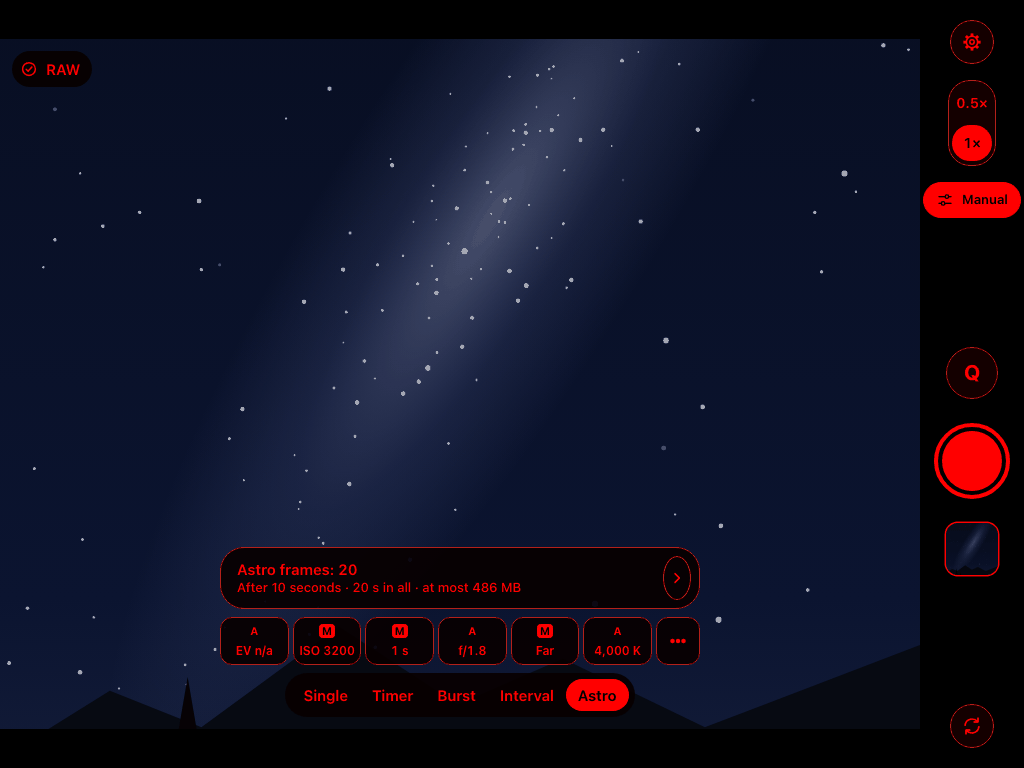 RAW
0.5×
1×
Manual
Q
Astro frames: 20
After 10 seconds · 20 s in all · at most 486 MB
A
EV n/a
M
ISO 3200
M
1 s
A
f/1.8
M
Far
A
4,000 K
•••
Single
Timer
Burst
Interval
Astro